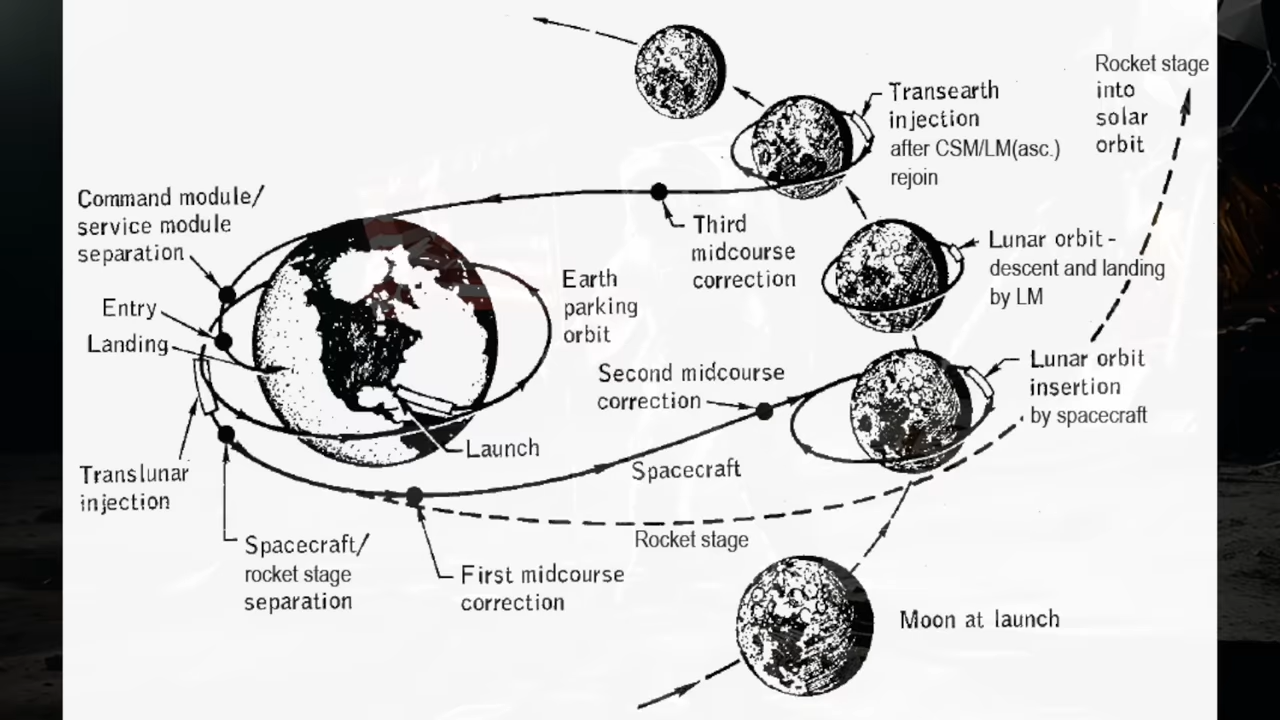 Rocket stage
into
solar
orbit
Transearth
injection
after CSM/LM(asc.)
rejoin
Command module/
service module
separation
Third
midcourse
correction
Lunar orbit-
descent and landing
by LM
Entry
Landing
Earth
parking
orbit
Second midcourse
correction
Lunar orbit
insertion
by spacecraft
Launch
Spacecraft
Translunar
injection
Rocket stage
Spacecraft/
rocket stage
separation
First midcourse
correction
Moon at launch